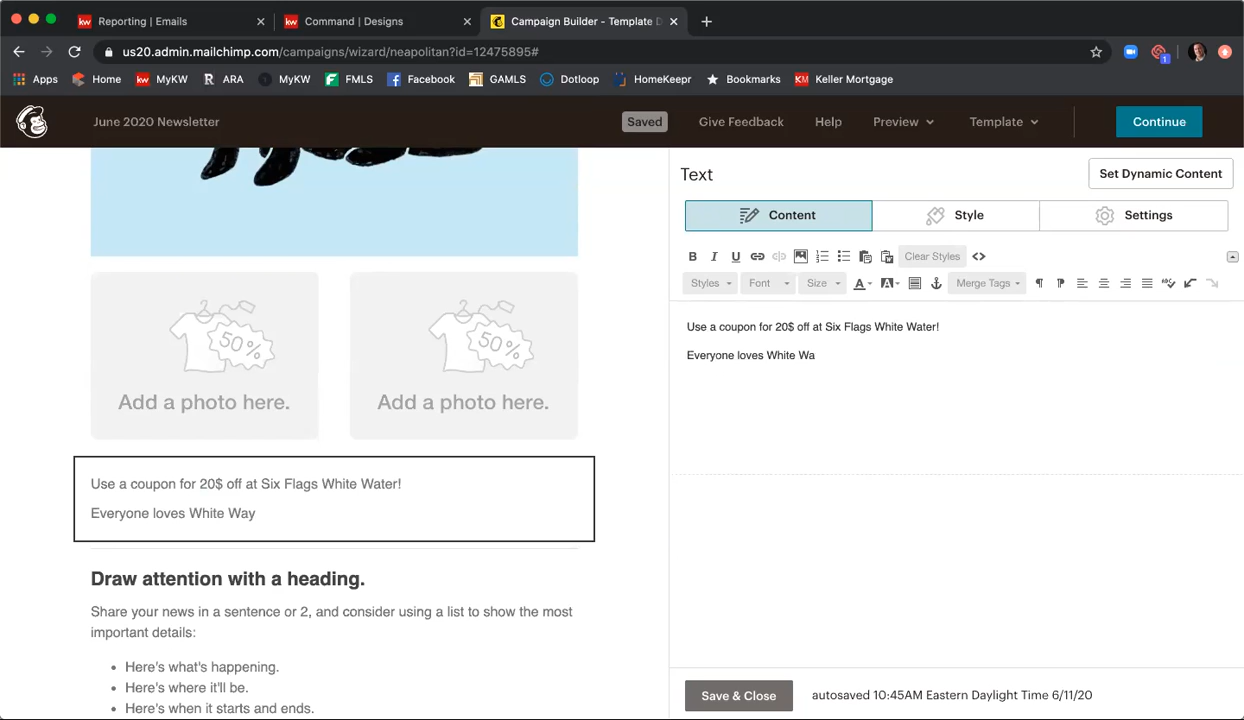 Reporting | Emails
Command | Designs
Campaign Builder - Template D
us20.admin.mailchimp.com/campaigns/wizard/neapolitan?id=12475895#
1
Apps
Home
kw MyKW
R ARA
MyKW
FMLS
Facebook
GAMLS
Dotloop
HomeKeepr
Bookmarks
KM Keller Mortgage
June 2020 Newsletter
Saved
Give Feedback
Help
Preview
Template
Continue
Text
Set Dynamic Content
Content
Style
Settings
B I U
Clear Styles
Styles
Font
Size
A
A
Merge Tags
50%
Add a photo here.
50%
Add a photo here.
Use a coupon for 20$ off at Six Flags White Water!
Everyone loves White Way
Draw attention with a heading.
Share your news in a sentence or 2, and consider using a list to show the most
important details:
• Here's what's happening.
• Here's where it'll be.
• Here's when it starts and ends.
Use a coupon for 20$ off at Six Flags White Water!
Everyone loves White Wa
Save & Close
autosaved 10:45AM Eastern Daylight Time 6/11/20